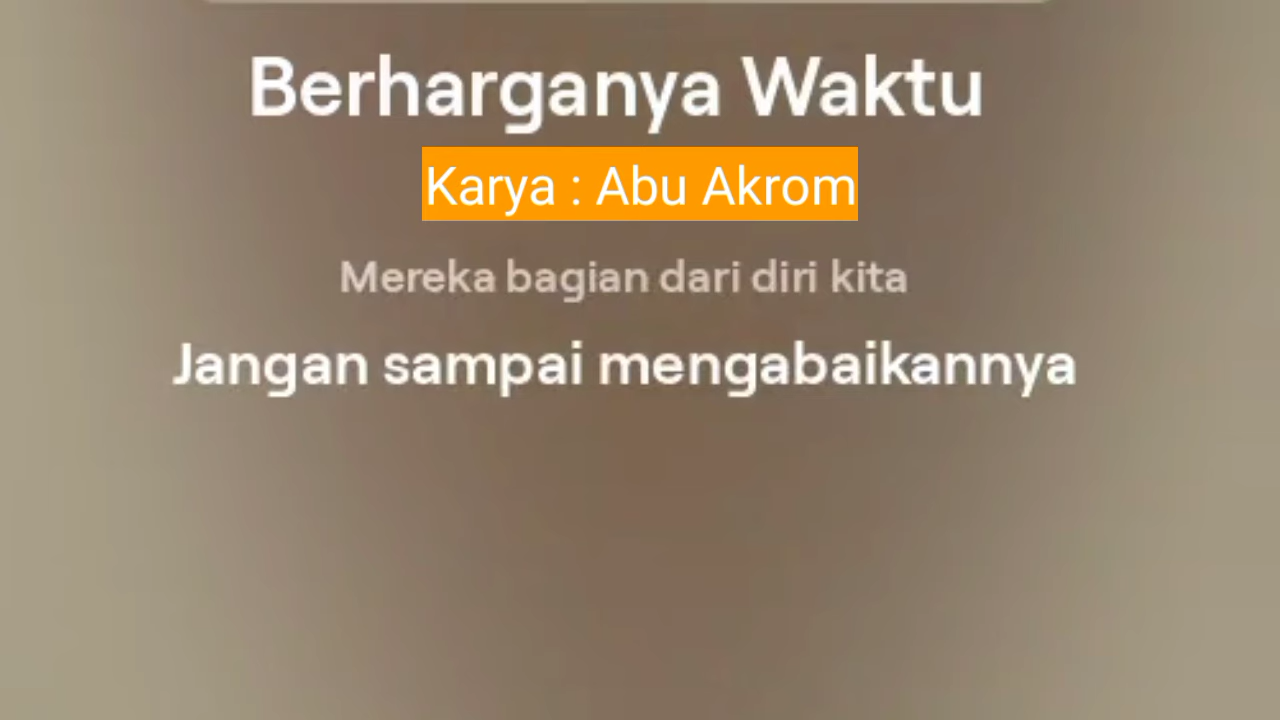 Berharganya Waktu
Karya : Abu Akrom
Mereka bagian dari diri kita
Jangan sampai mengabaikannya